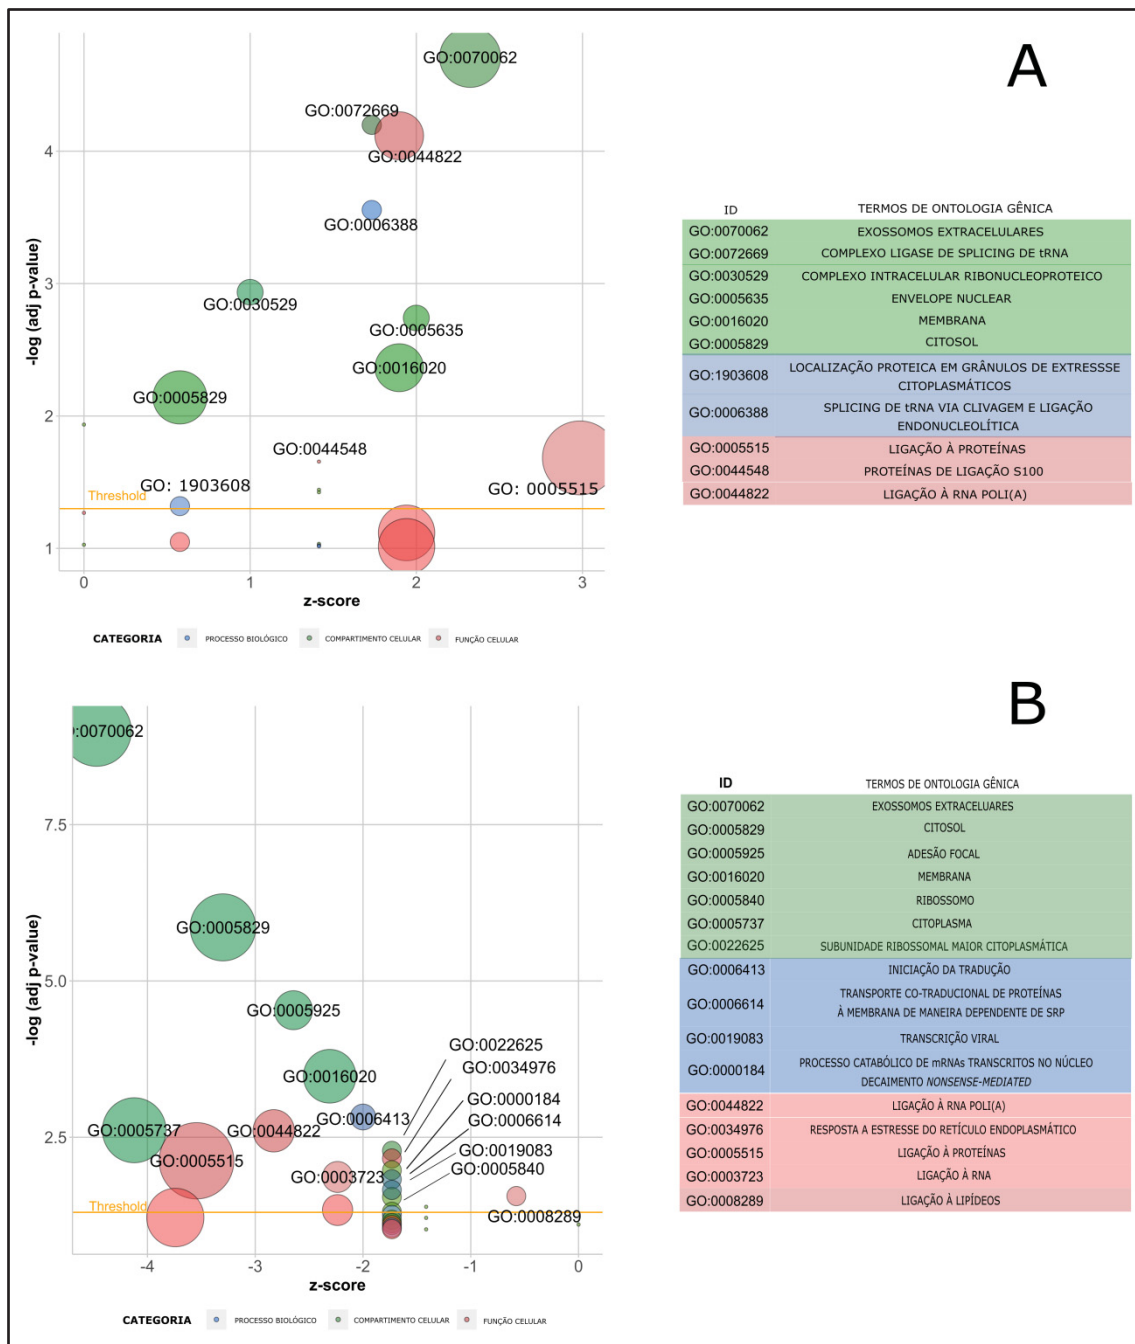 A
GO:0070062
GO:0072669
GO:0044822
GO:0006388
GO:0030529
GO:0005635
GO:0016020
GO:0005829
GO:0044548
GO: 1903608
GO: 0005515
Threshold
4
3
2
1
-log (adj p-value)
0 1 2 3
z-score
CATEGORIA PROCESSO BIOLÓGICO COMPARTIMENTO CELULAR FUNÇÃO CELULAR
ID TERMOS DE ONTOLOGIA GÊNICA
GO:0070062 EXOSSOMOS EXTRACELULARES
GO:0072669 COMPLEXO LIGASE DE SPLICING DE tRNA
GO:0030529 COMPLEXO INTRACELULAR RIBONUCLEOPROTEICO
GO:0005635 ENVELOPE NUCLEAR
GO:0016020 MEMBRANA
GO:0005829 CITOSOL
GO:1903608 LOCALIZAÇÃO PROTEICA EM GRÂNULOS DE EXTRESSSE
CITOPLASMÁTICOS
GO:0006388 SPLICING DE tRNA VIA CLIVAGEM E LIGAÇÃO
ENDONUCLEOLÍTICA
GO:0005515 LIGAÇÃO À PROTEÍNAS
GO:0044548 PROTEÍNAS DE LIGAÇÃO S100
GO:0044822 LIGAÇÃO À RNA POLI(A)
B
:0070062
GO:0005829
GO:0005925
GO:0022625
GO:0034976
GO:0016020
GO:0000184
GO:0006413
GO:0006614
GO:0005737
GO:0044822
GO:0019083
GO:0005515
GO:0003723
GO:0005840
GO:0008289
Threshold
7.5
5.0
2.5
-log (adj p-value)
-4 -3 -2 -1 0
z-score
CATEGORIA PROCESSO BIOLÓGICO COMPARTIMENTO CELULAR FUNÇÃO CELULAR
ID TERMOS DE ONTOLOGIA GÊNICA
GO:0070062 EXOSSOMOS EXTRACELUARES
GO:0005829 CITOSOL
GO:0005925 ADESÃO FOCAL
GO:0016020 MEMBRANA
GO:0005840 RIBOSSOMO
GO:0005737 CITOPLASMA
GO:0022625 SUBUNIDADE RIBOSSOMAL MAIOR CITOPLASMÁTICA
GO:0006413 INICIAÇÃO DA TRADUÇÃO
GO:0006614 TRANSPORTE CO-TRADUCIONAL DE PROTEÍNAS
À MEMBRANA DE MANEIRA DEPENDENTE DE SRP
GO:0019083 TRANSCRIÇÃO VIRAL
GO:0000184 PROCESSO CATABÓLICO DE mRNAs TRANSCRITOS NO NÚCLEO
DECAIMENTO NONSENSE-MEDIATED
GO:0044822 LIGAÇÃO À RNA POLI(A)
GO:0034976 RESPOSTA A ESTRESSE DO RETÍCULO ENDOPLASMÁTICO
GO:0005515 LIGAÇÃO À PROTEÍNAS
GO:0003723 LIGAÇÃO À RNA
GO:0008289 LIGAÇÃO À LIPÍDEOS